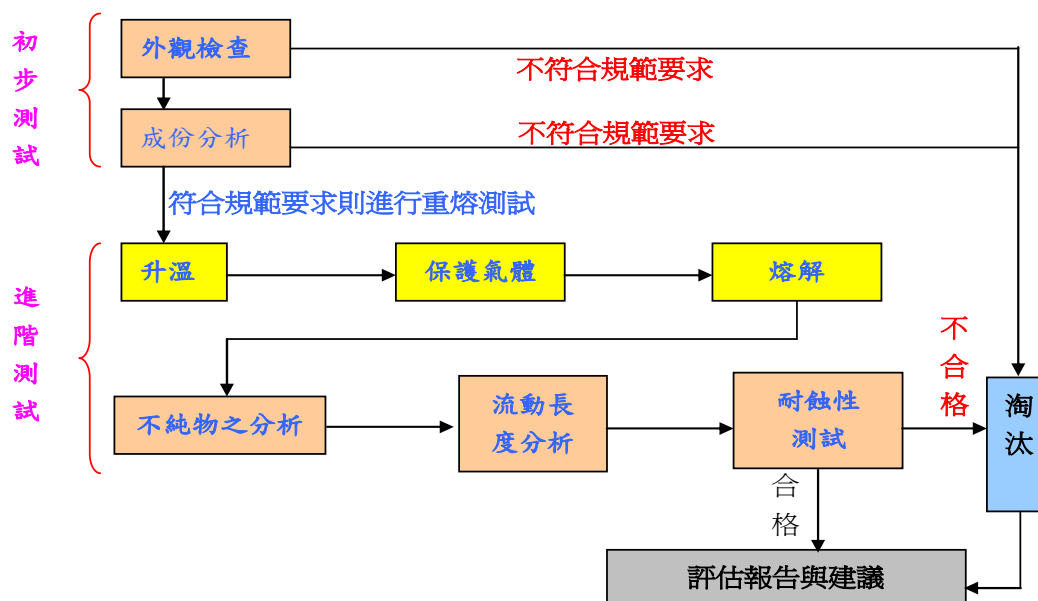 初步測試
外觀檢查
不符合規範要求
成份分析
不符合規範要求
符合規範要求則進行重熔測試
進階測試
升溫
保護氣體
熔解
不純物之分析
流動長
度分析
耐蝕性
測試
不合格
淘汰
合格
評估報告與建議